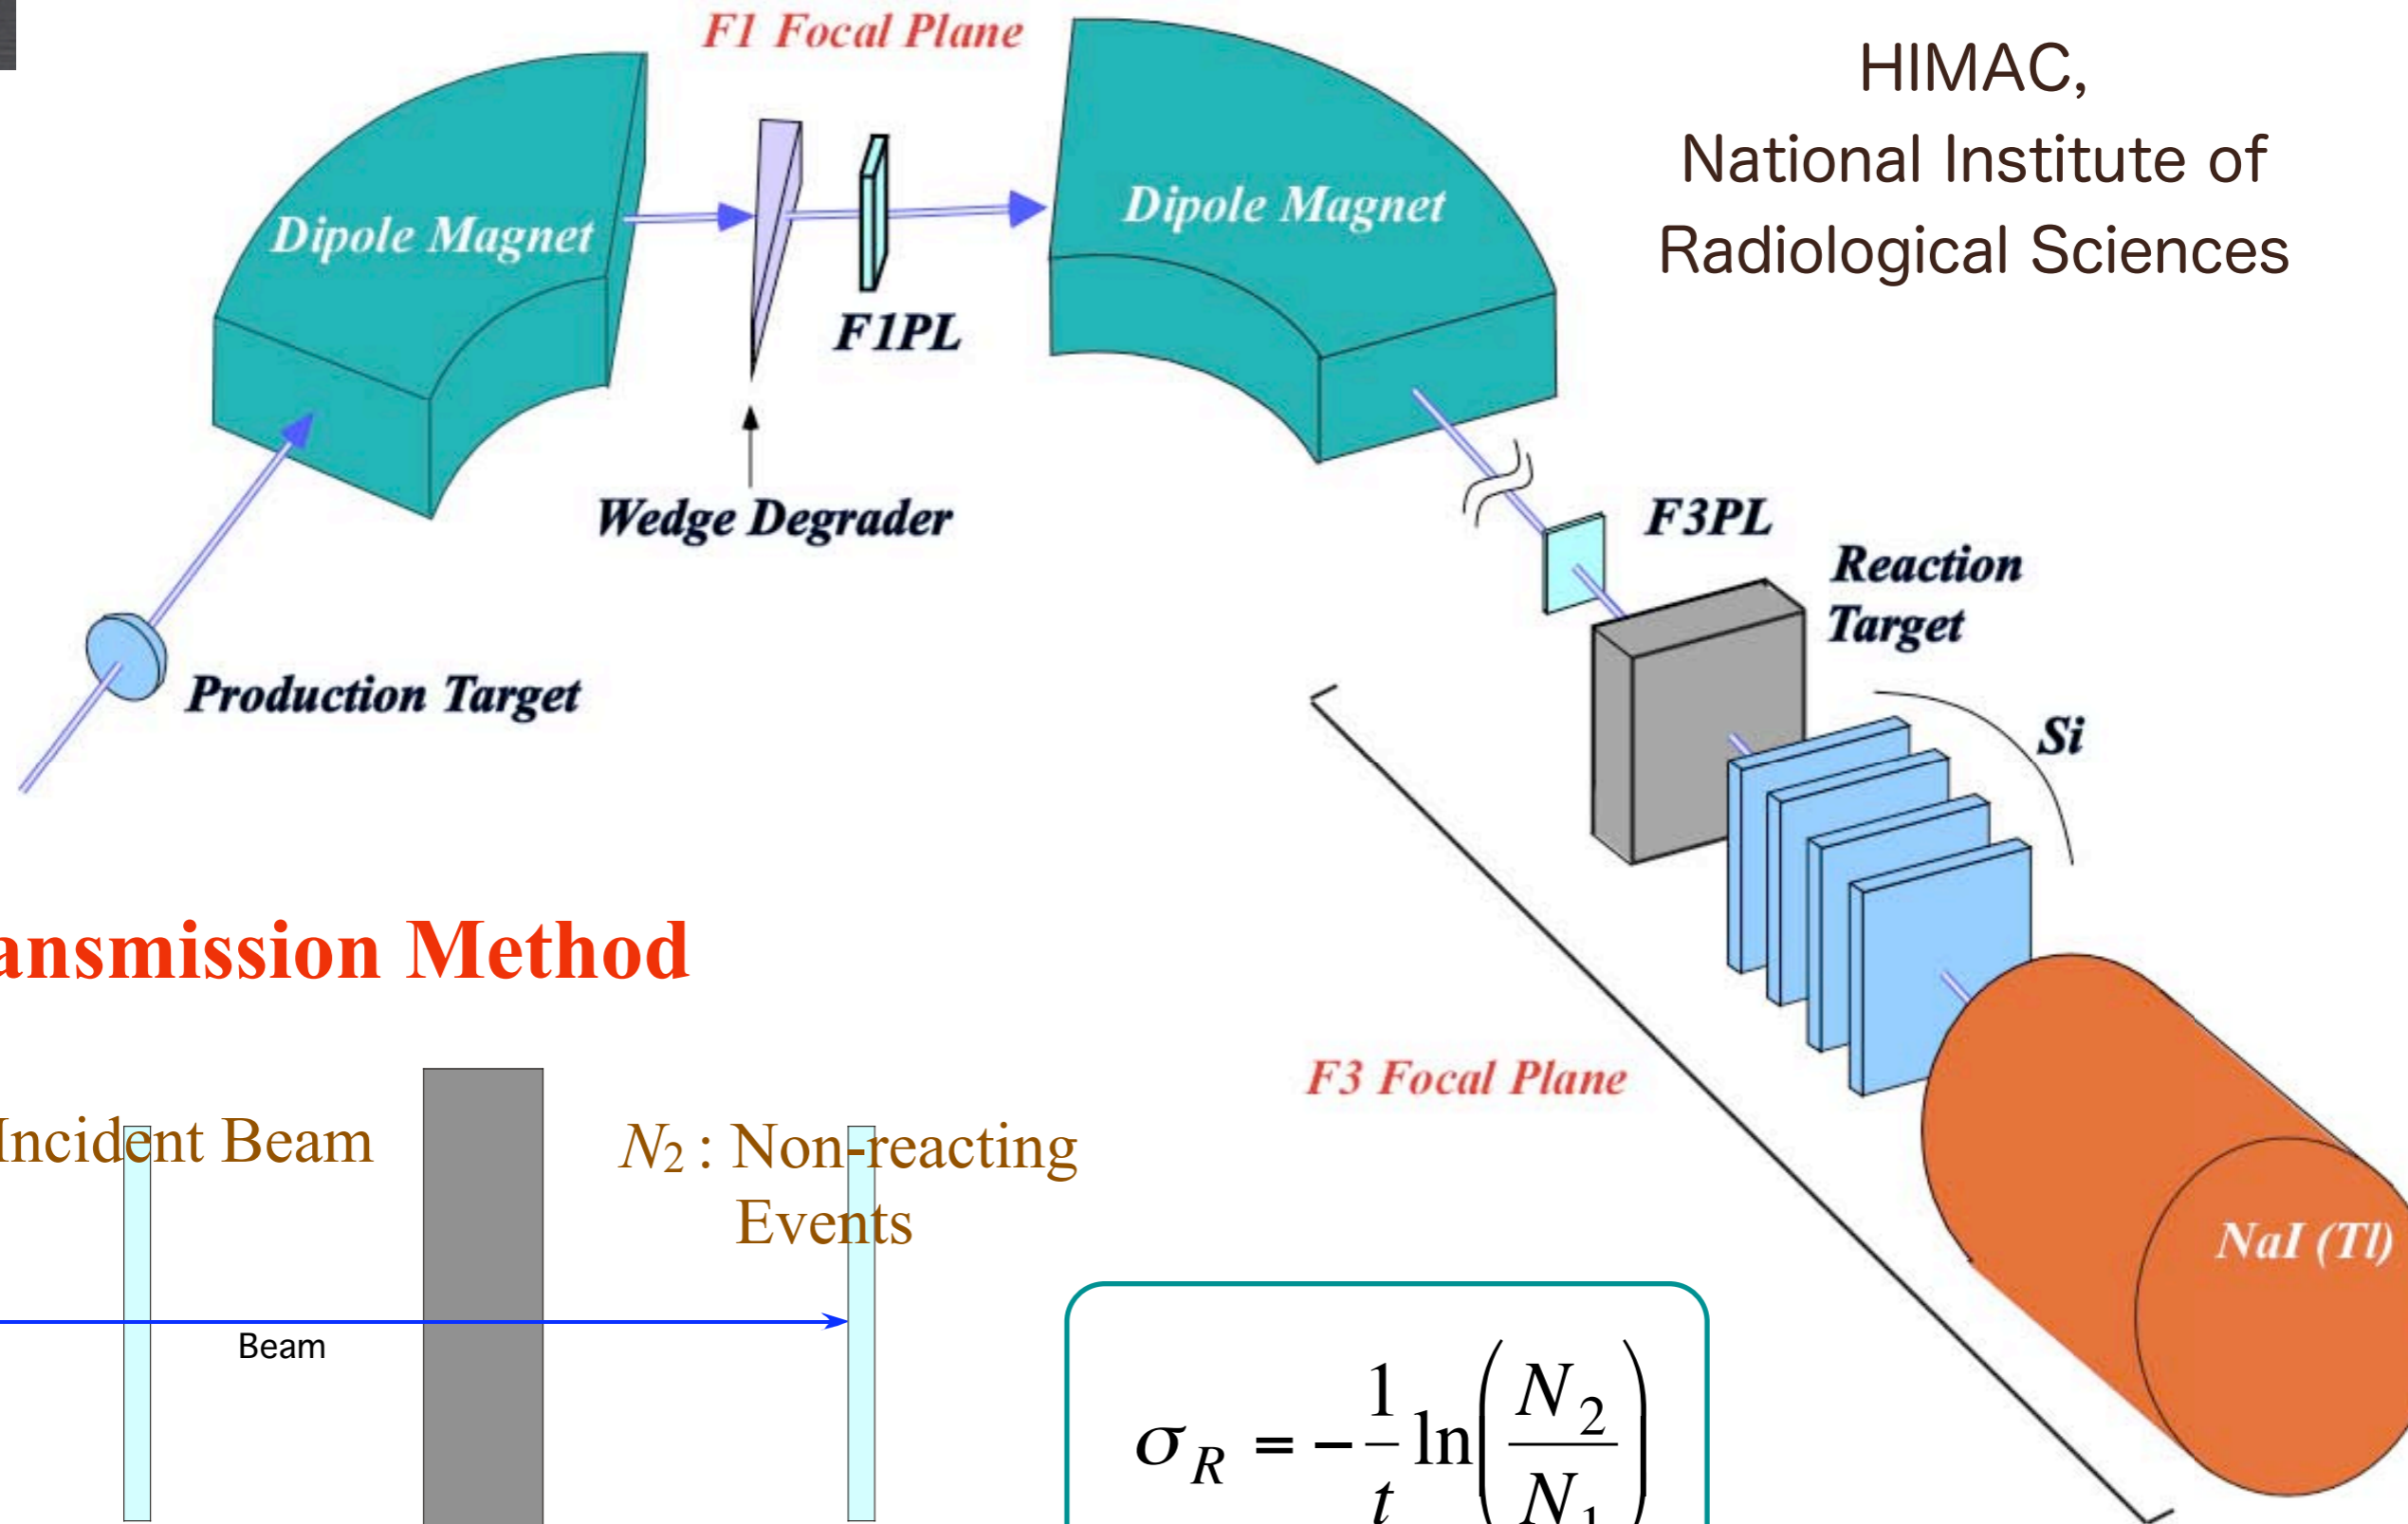 F1 Focal Plane
HIMAC,
National Institute of
Radiological Sciences
Dipole Magnet
Dipole Magnet
F1PL
Wedge Degrader
F3PL
Reaction
Target
Production Target
Si
ansmission Method
F3 Focal Plane
Incident Beam
N₂ : Non-reacting
Events
NaI (Tl)
Beam
σ_R = −1/t ln(N₂/N₁)